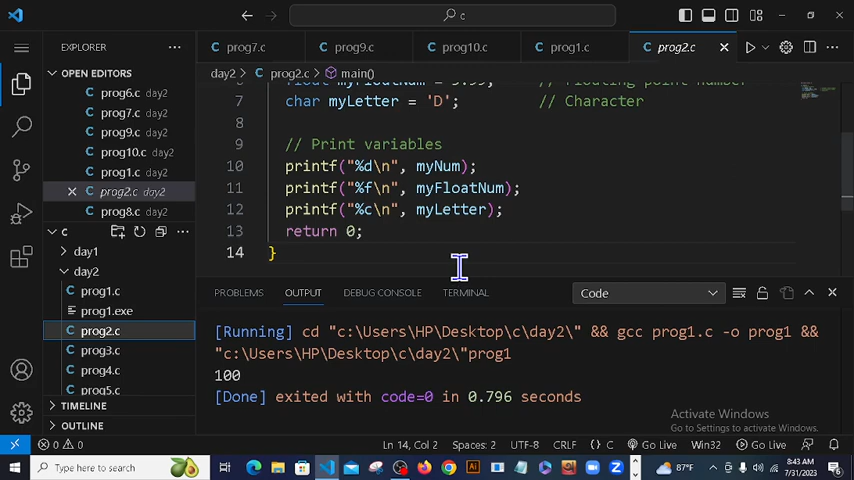 c
EXPLORER
OPEN EDITORS
prog6.c day2
prog7.c day2
prog9.c day2
prog10.c day2
prog1.c day2
prog2.c day2
prog8.c day2
C
day1
day2
prog1.c
prog1.exe
prog2.c
prog3.c
prog4.c
prog5.c
TIMELINE
OUTLINE
C prog7.c
C prog9.c
C prog10.c
C prog1.c
C prog2.c
day2 > C prog2.c > main()
7 char myLetter = 'D'; // Character
8
9 // Print variables
10 printf("%d\n", myNum);
11 printf("%f\n", myFloatNum);
12 printf("%c\n", myLetter);
13 return 0;
14 }
PROBLEMS OUTPUT DEBUG CONSOLE TERMINAL Code
[Running] cd "c:\Users\HP\Desktop\c\day2\" && gcc prog1.c -o prog1 &&
"c:\Users\HP\Desktop\c\day2\"prog1
100
[Done] exited with code=0 in 0.796 seconds
Activate Windows
Go to Settings to activate Windows.
0 0 Ln 14, Col 2 Spaces: 2 UTF-8 CRLF {} C Go Live Win32 Go Live
Type here to search 87°F 8:43 AM
7/31/2023